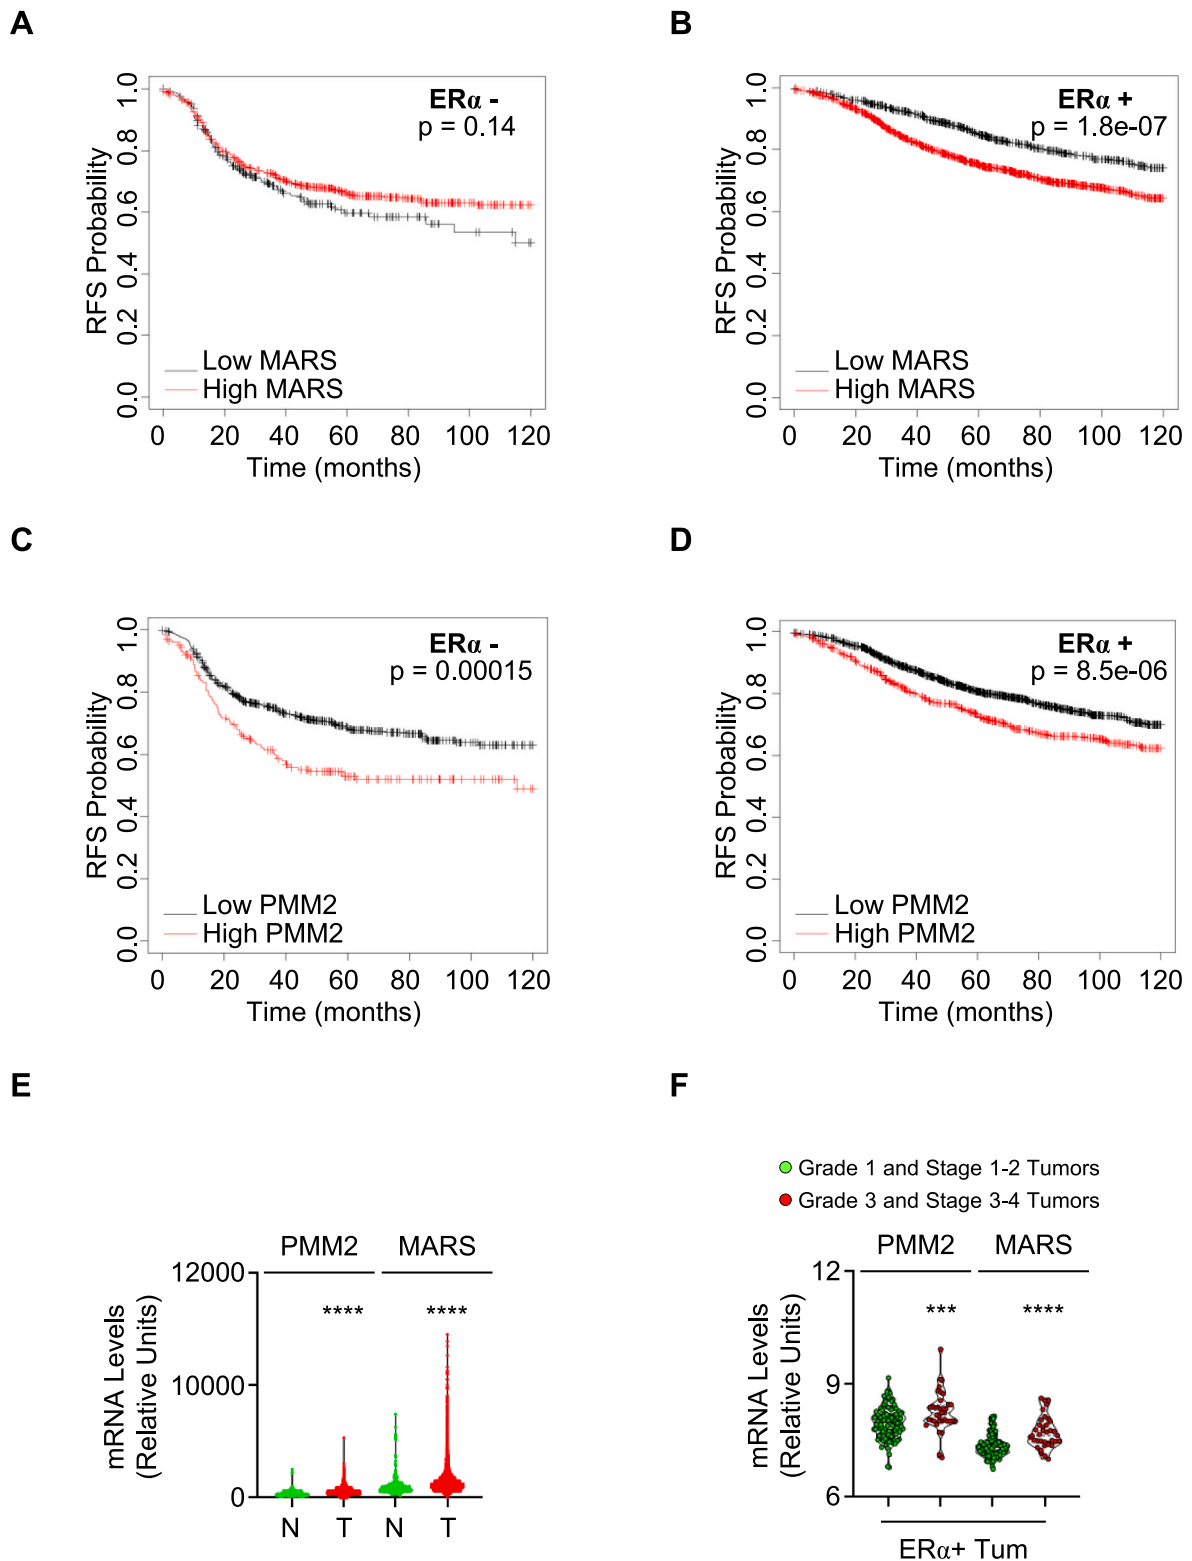 A
ERα -
p = 0.14
RFS Probability
0.0 0.2 0.4 0.6 0.8 1.0
Low MARS
High MARS
0 20 40 60 80 100 120
Time (months)
B
ERα +
p = 1.8e-07
RFS Probability
0.0 0.2 0.4 0.6 0.8 1.0
Low MARS
High MARS
0 20 40 60 80 100 120
Time (months)
C
ERα -
p = 0.00015
RFS Probability
0.0 0.2 0.4 0.6 0.8 1.0
Low PMM2
High PMM2
0 20 40 60 80 100 120
Time (months)
D
ERα +
p = 8.5e-06
RFS Probability
0.0 0.2 0.4 0.6 0.8 1.0
Low PMM2
High PMM2
0 20 40 60 80 100 120
Time (months)
E
PMM2 MARS
12000
**** ****
mRNA Levels
(Relative Units)
10000
0
N T N T
F
Grade 1 and Stage 1-2 Tumors
Grade 3 and Stage 3-4 Tumors
PMM2 MARS
12
*** ****
mRNA Levels
(Relative Units)
9
6
ERα+ Tum